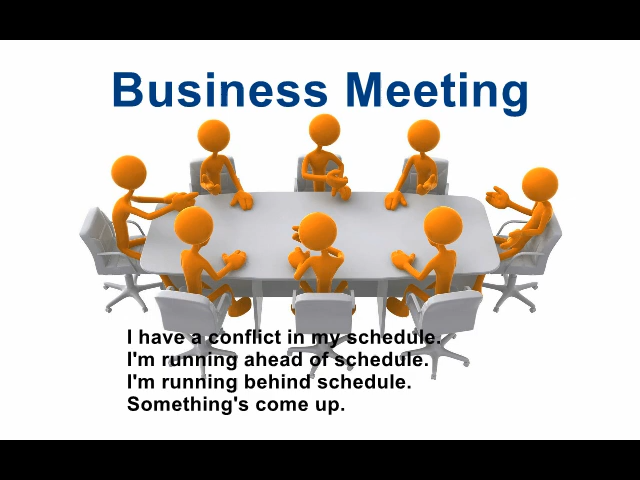 Business Meeting
I have a conflict in my schedule.
I'm running ahead of schedule.
I'm running behind schedule.
Something's come up.